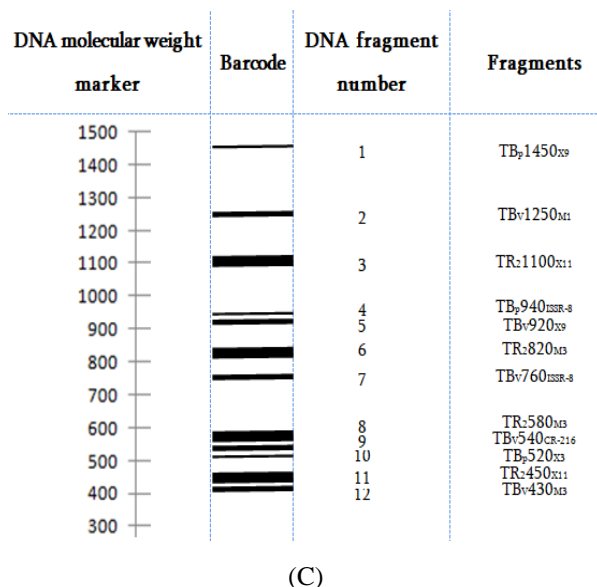 DNA molecular weight marker Barcode DNA fragment number Fragments
1500
1 TBp1450X9
1400
1300
2 TBV1250M1
1200
1100
3 TR21100X11
1000
4 TBp940ISSR-8
900
5 TBV920X9
6 TR2820M3
800
7 TBV760ISSR-8
700
600
8 TR2580M3
9 TBV540CR-216
10 TBp520X3
500
11 TR2450X11
12 TBV430M3
400
300
(C)